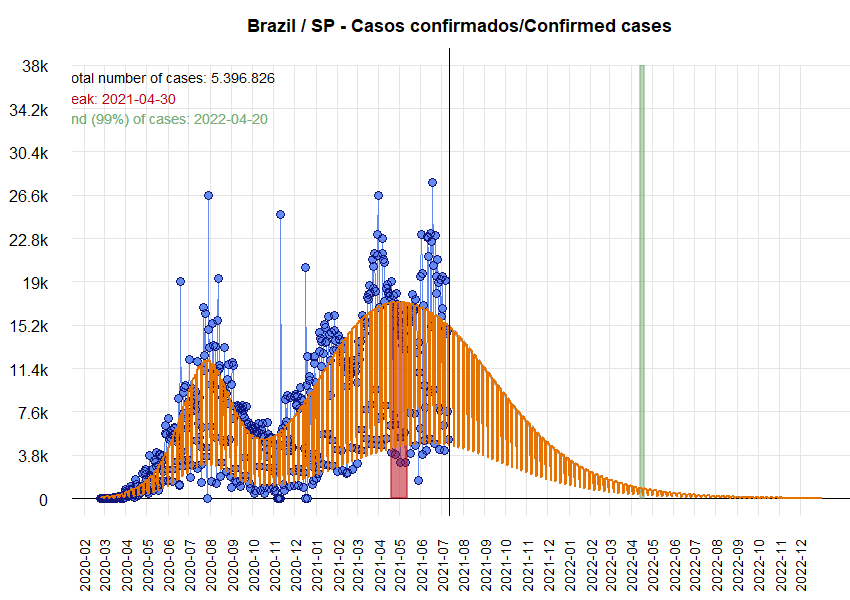 Brazil / SP - Casos confirmados/Confirmed cases
38k
34.2k
30.4k
26.6k
22.8k
19k
15.2k
11.4k
7.6k
3.8k
0
otal number of cases: 5.396.826
eak: 2021-04-30
nd (99%) of cases: 2022-04-20
2020-02
2020-03
2020-04
2020-05
2020-06
2020-07
2020-08
2020-09
2020-10
2020-11
2020-12
2021-01
2021-02
2021-03
2021-04
2021-05
2021-06
2021-07
2021-08
2021-09
2021-10
2021-11
2021-12
2022-01
2022-02
2022-03
2022-04
2022-05
2022-06
2022-07
2022-08
2022-09
2022-10
2022-11
2022-12